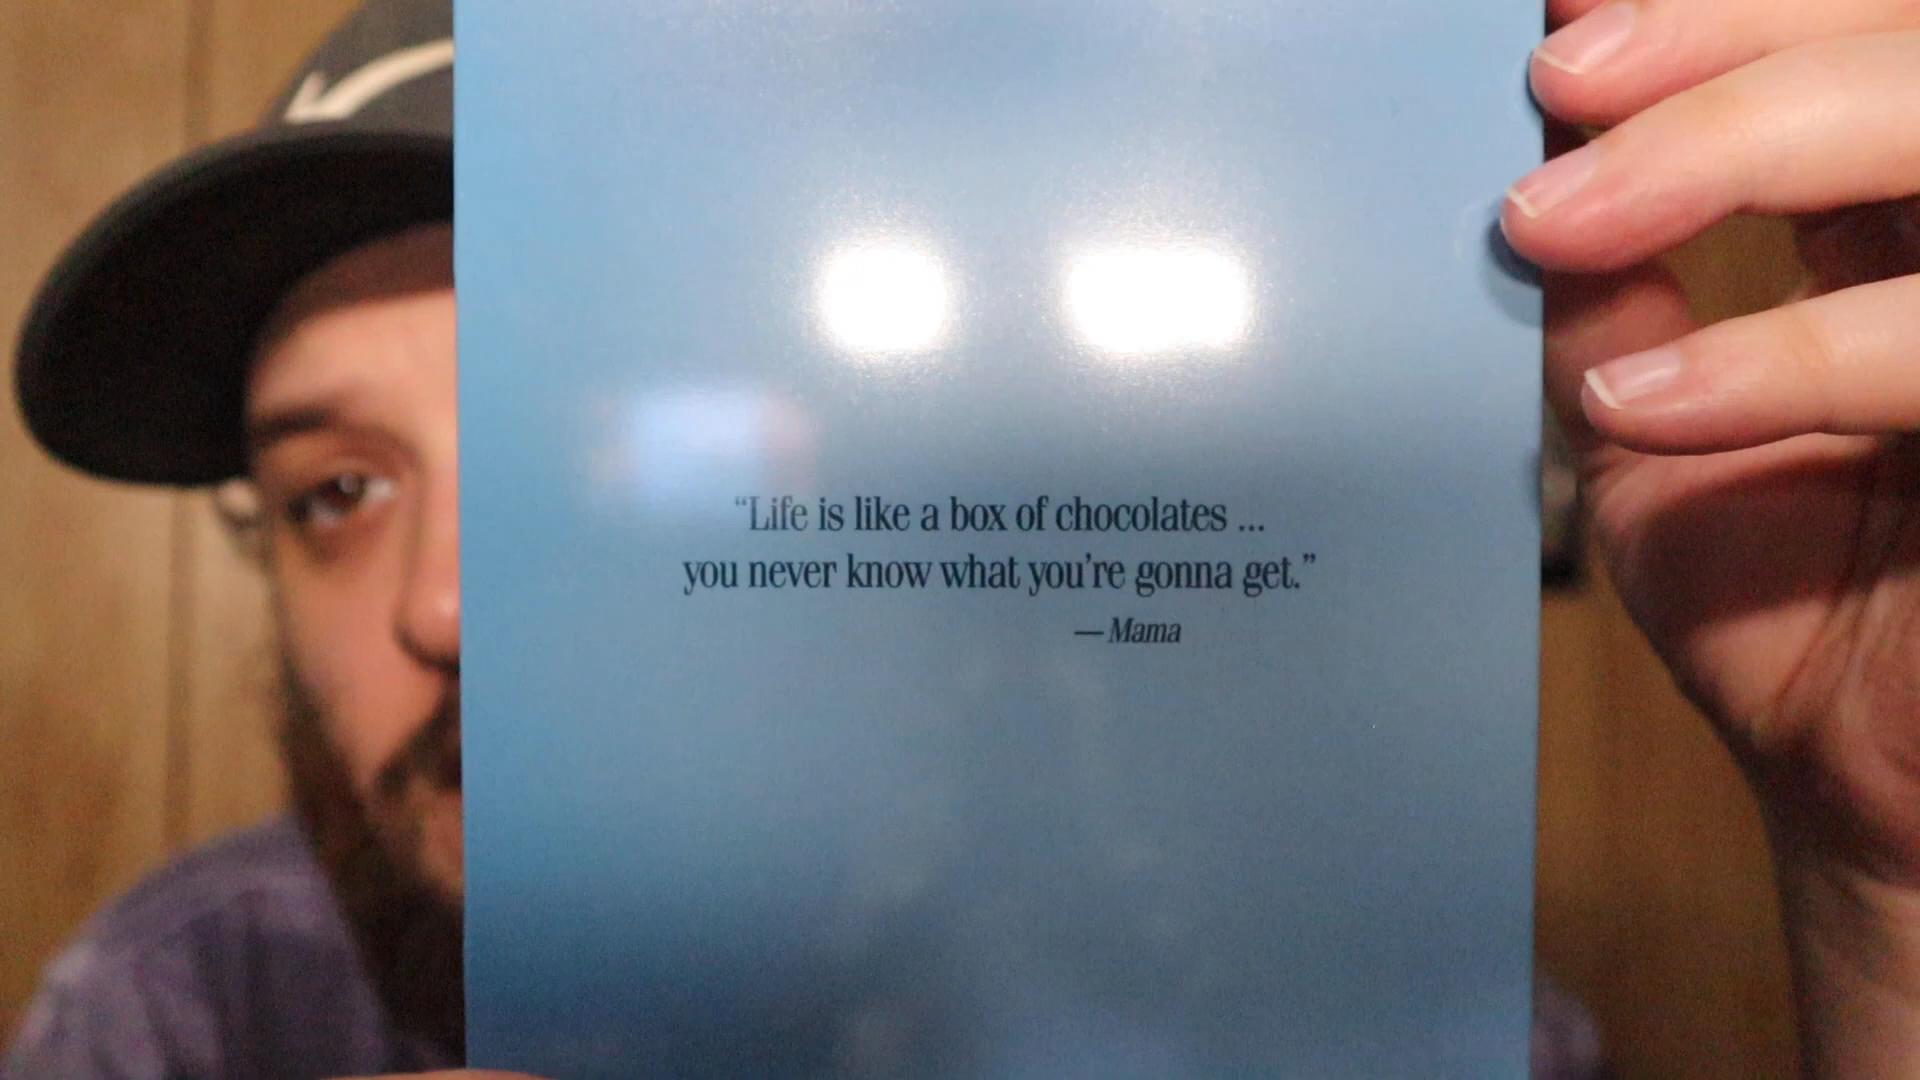 “Life is like a box of chocolates ...
you never know what you’re gonna get.”
— Mama